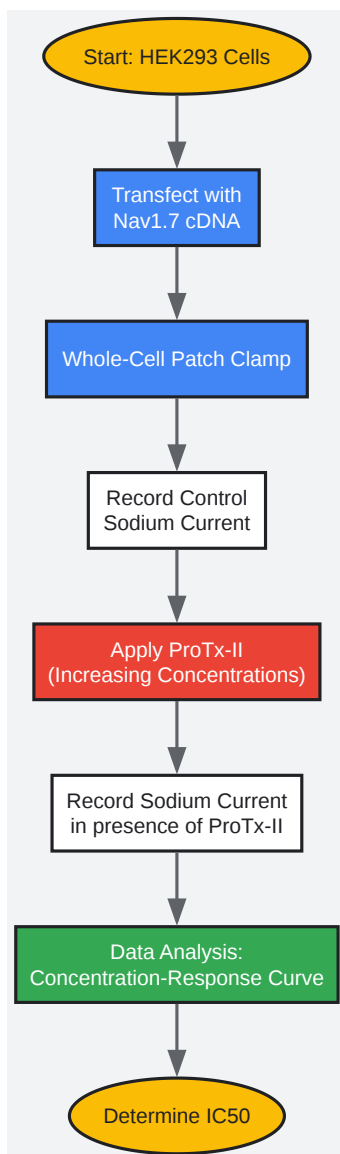 Start: HEK293 Cells
Transfect with
Nav1.7 cDNA
Whole-Cell Patch Clamp
Record Control
Sodium Current
Apply ProTx-II
(Increasing Concentrations)
Record Sodium Current
in presence of ProTx-II
Data Analysis:
Concentration-Response Curve
Determine IC50